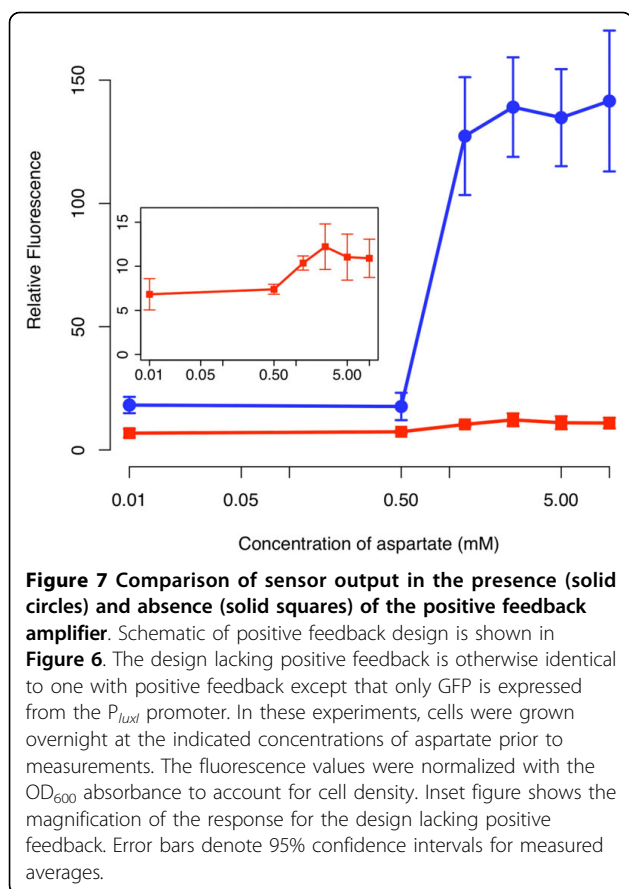 150
100
50
0
Relative Fluorescence
15
10
5
0
0.01
0.05
0.50
5.00
0.01
0.05
0.50
5.00
Concentration of aspartate (mM)
Figure 7 Comparison of sensor output in the presence (solid
circles) and absence (solid squares) of the positive feedback
amplifier. Schematic of positive feedback design is shown in
Figure 6. The design lacking positive feedback is otherwise identical
to one with positive feedback except that only GFP is expressed
from the PluxI promoter. In these experiments, cells were grown
overnight at the indicated concentrations of aspartate prior to
measurements. The fluorescence values were normalized with the
OD600 absorbance to account for cell density. Inset figure shows the
magnification of the response for the design lacking positive
feedback. Error bars denote 95% confidence intervals for measured
averages.